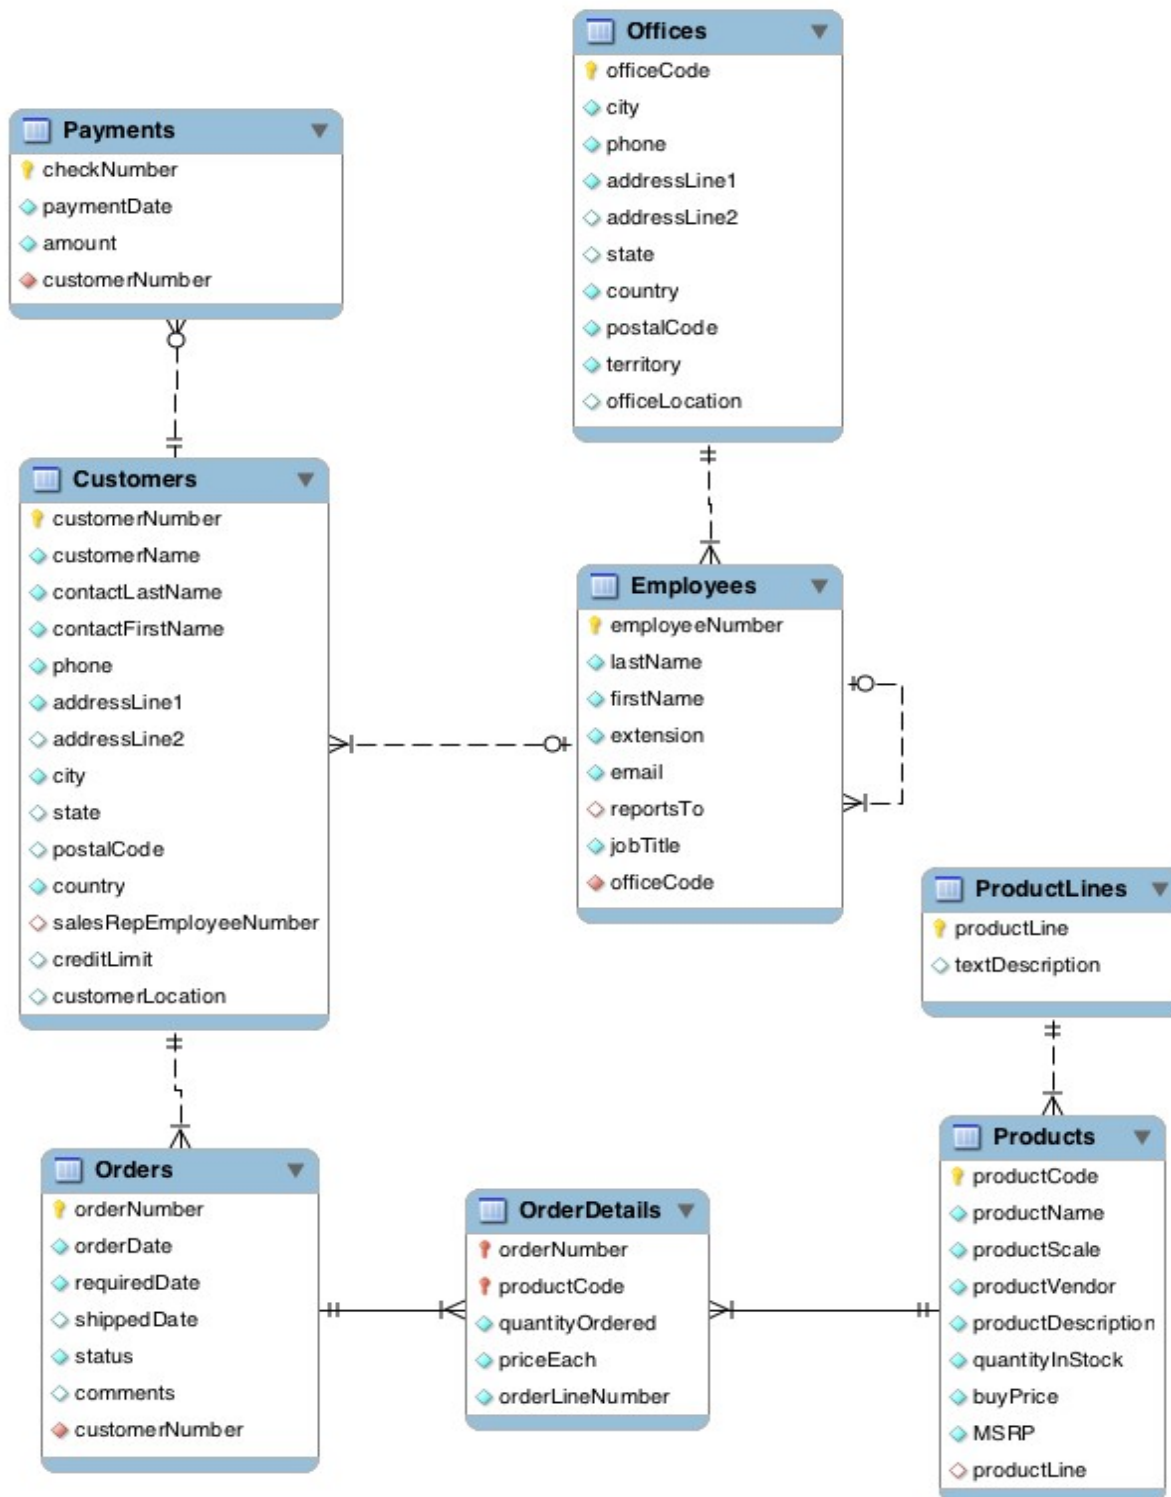 Offices
officeCode
city
phone
addressLine1
addressLine2
state
country
postalCode
territory
officeLocation
Payments
checkNumber
paymentDate
amount
customerNumber
Customers
customerNumber
customerName
contactLastName
contactFirstName
phone
addressLine1
addressLine2
city
state
postalCode
country
salesRepEmployeeNumber
creditLimit
customerLocation
Employees
employeeNumber
lastName
firstName
extension
email
reportsTo
jobTitle
officeCode
ProductLines
productLine
textDescription
Orders
orderNumber
orderDate
requiredDate
shippedDate
status
comments
customerNumber
OrderDetails
orderNumber
productCode
quantityOrdered
priceEach
orderLineNumber
Products
productCode
productName
productScale
productVendor
productDescription
quantityInStock
buyPrice
MSRP
productLine